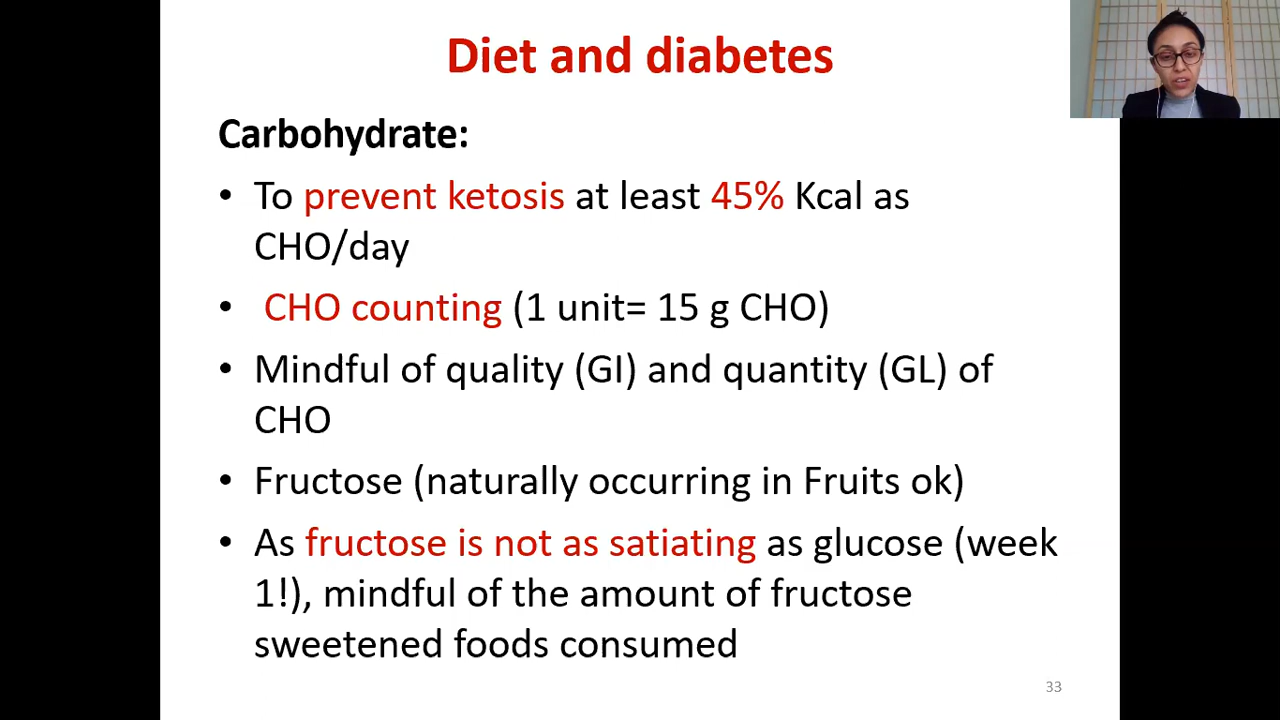 Diet and diabetes
Carbohydrate:
• To prevent ketosis at least 45% Kcal as
CHO/day
• CHO counting (1 unit= 15 g CHO)
• Mindful of quality (GI) and quantity (GL) of
CHO
• Fructose (naturally occurring in Fruits ok)
• As fructose is not as satiating as glucose (week
1!), mindful of the amount of fructose
sweetened foods consumed
33